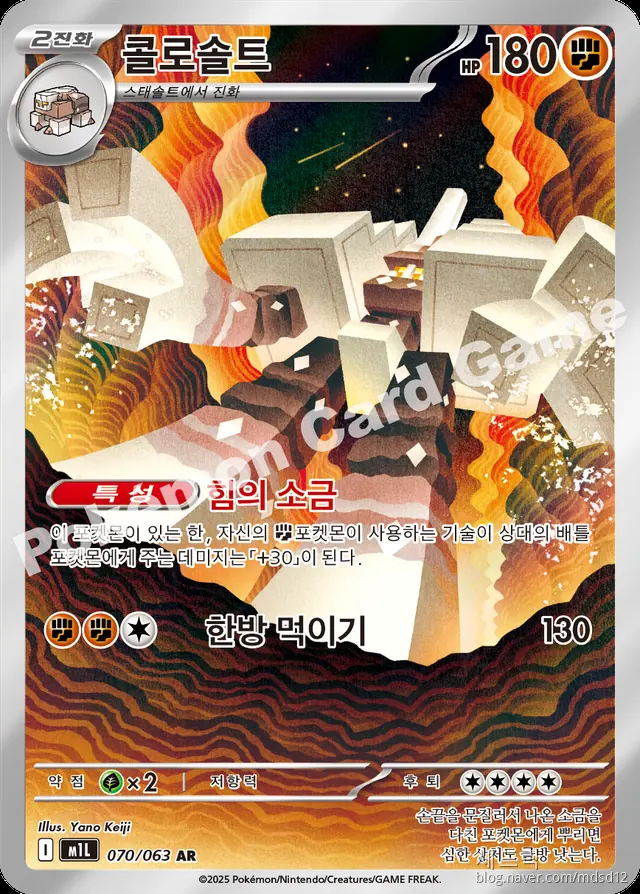 2진화
콜로솔트
HP 180
스태솔트에서 진화
Pokémon Card Game
특성 힘의 소금
이 포켓몬이 있는 한, 자신의 포켓몬이 사용하는 기술이 상대의 배틀
포켓몬에게 주는 데미지는 「+30」이 된다.
한방 먹이기 130
약점 ×2 저항력 후퇴
Illus. Yano Keiji
손끝을 문질러서 나온 소금을
다친 포켓몬에게 뿌리면
심한 상처도 금방 낫는다.
I M1L 070/063 AR
©2025 Pokémon/Nintendo/Creatures/GAME FREAK.
blog.naver.com/mdsd12